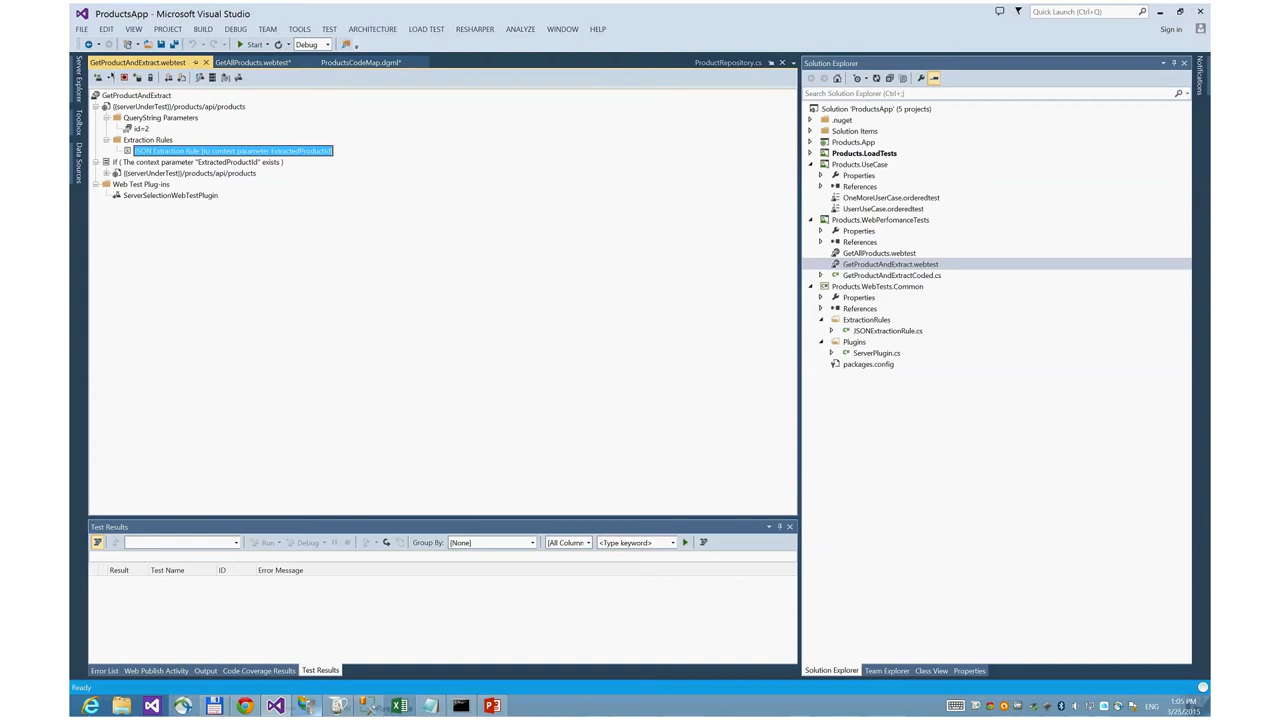 ProductsApp - Microsoft Visual Studio
Quick Launch (Ctrl+Q)
FILE EDIT VIEW PROJECT BUILD DEBUG TEAM TOOLS TEST ARCHITECTURE LOAD TEST RESHARPER ANALYZE WINDOW HELP
Sign in
Start Debug
GetProductAndExtract.webtest GetAllProducts.webtest* ProductsCodeMap.dgml* ProductRepository.cs
Server Explorer
Toolbox
Data Sources
GetProductAndExtract
{{serverUnderTest}}/products/api/products
QueryString Parameters
id=2
Extraction Rules
JSON Extraction Rule [to context parameter ExtractedProductId]
If ( The context parameter "ExtractedProductId" exists )
{{serverUnderTest}}/products/api/products
Web Test Plug-ins
ServerSelectionWebTestPlugin
Solution Explorer
Notifications
Search Solution Explorer (Ctrl+;)
Solution 'ProductsApp' (5 projects)
.nuget
Solution Items
Products.App
Products.LoadTests
Products.UseCase
Properties
References
OneMoreUserCase.orderedtest
UserrUseCase.orderedtest
Products.WebPerfomanceTests
Properties
References
GetAllProducts.webtest
GetProductAndExtract.webtest
GetProductAndExtractCoded.cs
Products.WebTests.Common
Properties
References
ExtractionRules
JSONExtractionRule.cs
Plugins
ServerPlugin.cs
packages.config
Test Results
Run Debug Group By: [None] [All Column <Type keyword>
Result Test Name ID Error Message
Error List Web Publish Activity Output Code Coverage Results Test Results
Solution Explorer Team Explorer Class View Properties
Ready
ENG
1:05 PM
3/25/2015